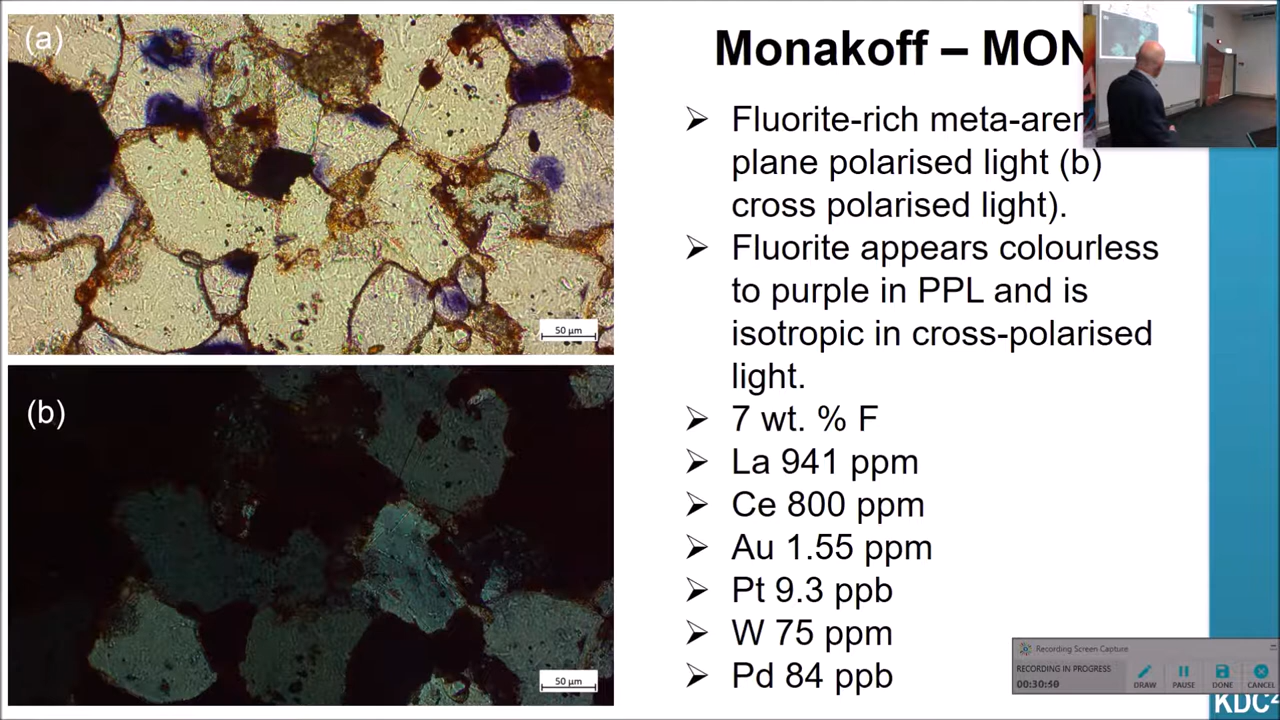 (a)
50 µm
(b)
50 µm
Monakoff – MON
➢ Fluorite-rich meta-aren
plane polarised light (b)
cross polarised light).
➢ Fluorite appears colourless
to purple in PPL and is
isotropic in cross-polarised
light.
➢ 7 wt. % F
➢ La 941 ppm
➢ Ce 800 ppm
➢ Au 1.55 ppm
➢ Pt 9.3 ppb
➢ W 75 ppm
➢ Pd 84 ppb
Recording Screen Capture
RECORDING IN PROGRESS
00:30:50
DRAW PAUSE DONE CANCEL
KDC²